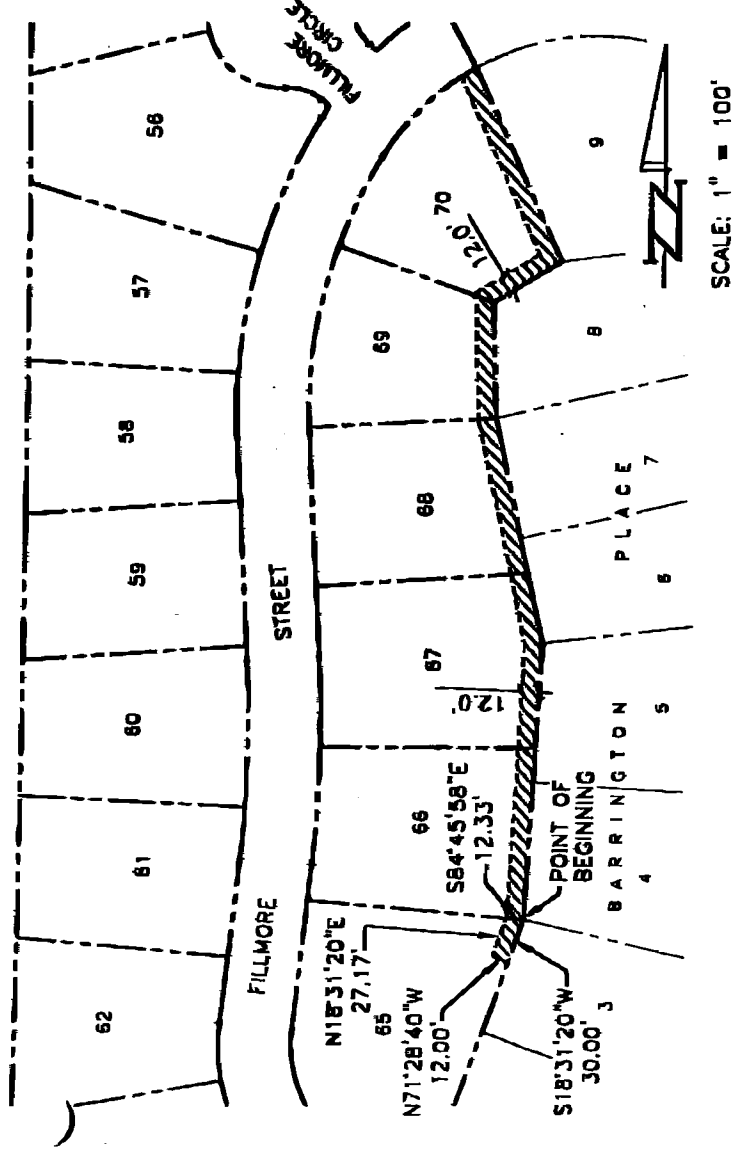 FILLMORE
CIRCLE
56
57
58
59
60
61
62
FILLMORE
STREET
70
12.0'
69
68
67
12.0'
66
65
N18°31'20"E
27.17'
S84°45'58"E
12.33'
N71°28'40"W
12.00'
S18°31'20"W
30.00'
POINT OF
BEGINNING
BARRINGTON
PLACE
3
4
5
6
7
8
9
N
SCALE: 1" = 100'